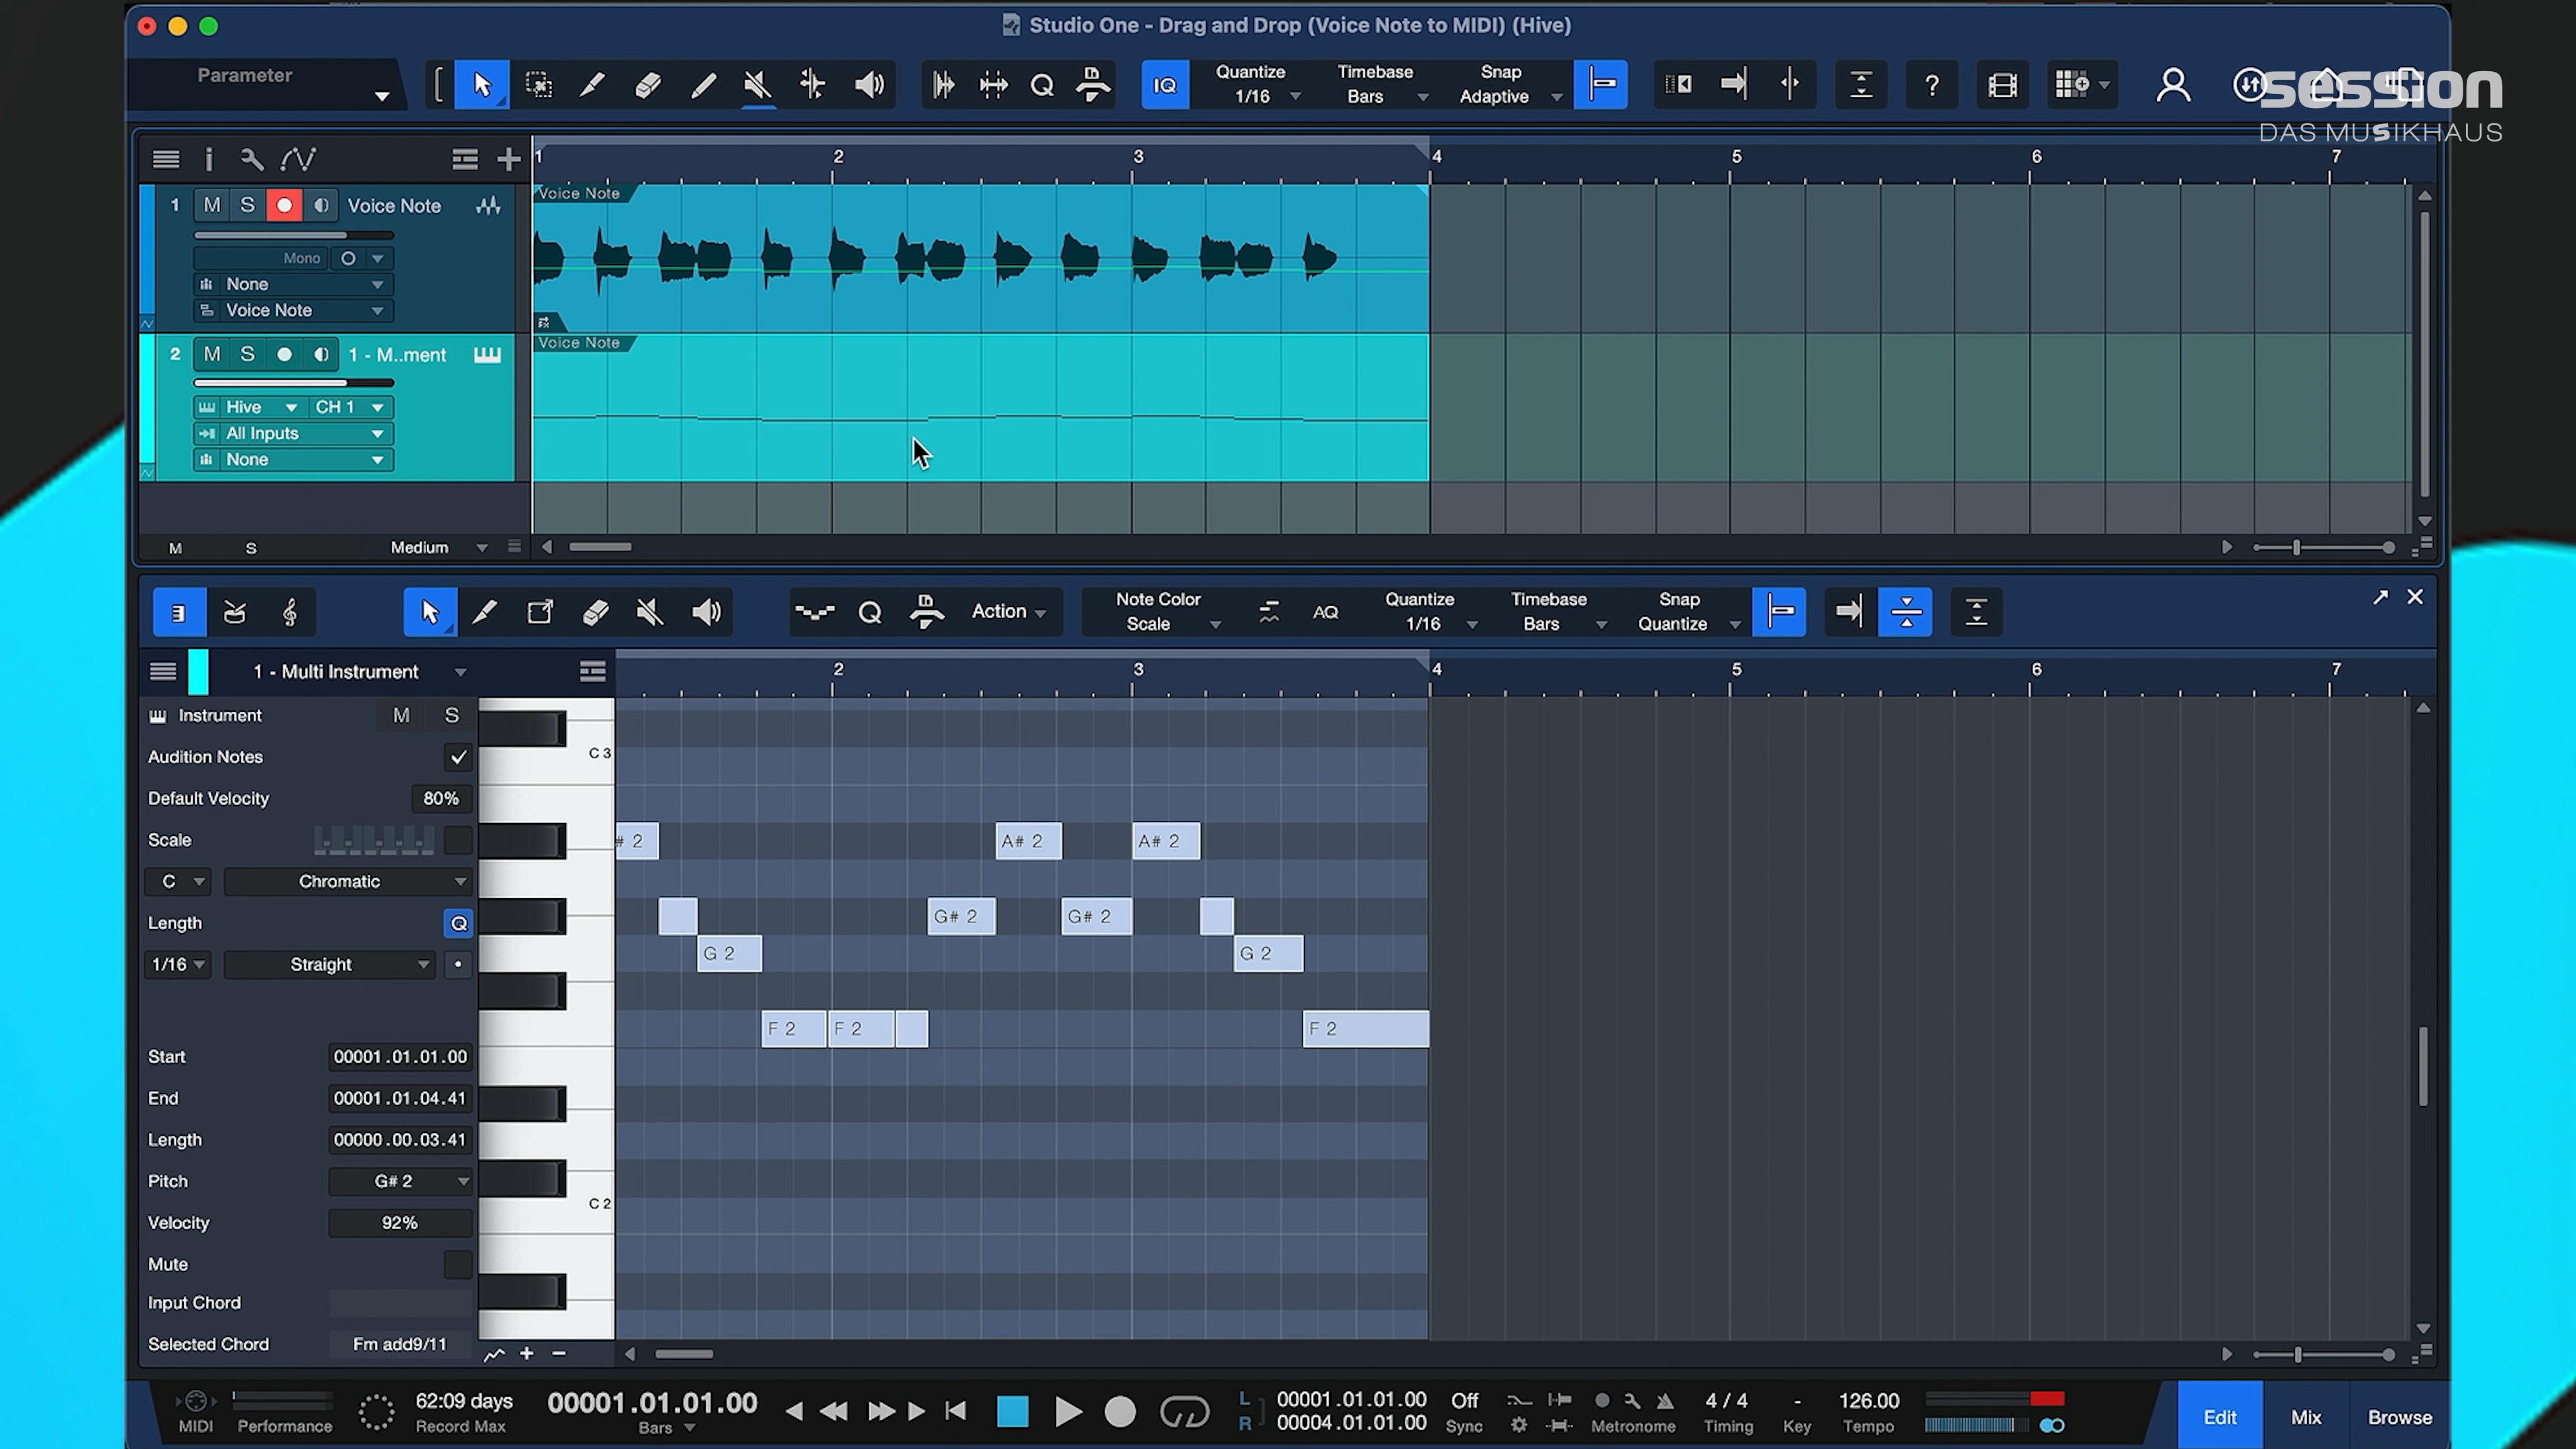 Studio One - Drag and Drop (Voice Note to MIDI) (Hive)
Parameter
IQ
Quantize
1/16
Timebase
Bars
Snap
Adaptive
?
session
DAS MUSIKHAUS
1 2 3 4 5 6 7
1 M S Voice Note
Mono
None
Voice Note
Voice Note
2 M S 1 - M..ment
Hive CH 1
All Inputs
None
Voice Note
M S Medium
Q
Action
Note Color
Scale
AQ
Quantize
1/16
Timebase
Bars
Snap
Quantize
1 - Multi Instrument
2 3 4 5 6 7
Instrument M S
Audition Notes
Default Velocity 80%
Scale
C Chromatic
Length Q
1/16 Straight
Start 00001.01.01.00
End 00001.01.04.41
Length 00000.00.03.41
Pitch G# 2
Velocity 92%
Mute
Input Chord
Selected Chord Fm add9/11
C 3
# 2 A# 2 A# 2
G# 2 G# 2
G 2 G 2
F 2 F 2 F 2
C 2
MIDI
Performance
62:09 days
Record Max
00001.01.01.00
Bars
L 00001.01.01.00
R 00004.01.01.00
Off
Sync
Metronome
4 / 4
Timing
-
Key
126.00
Tempo
Edit
Mix
Browse